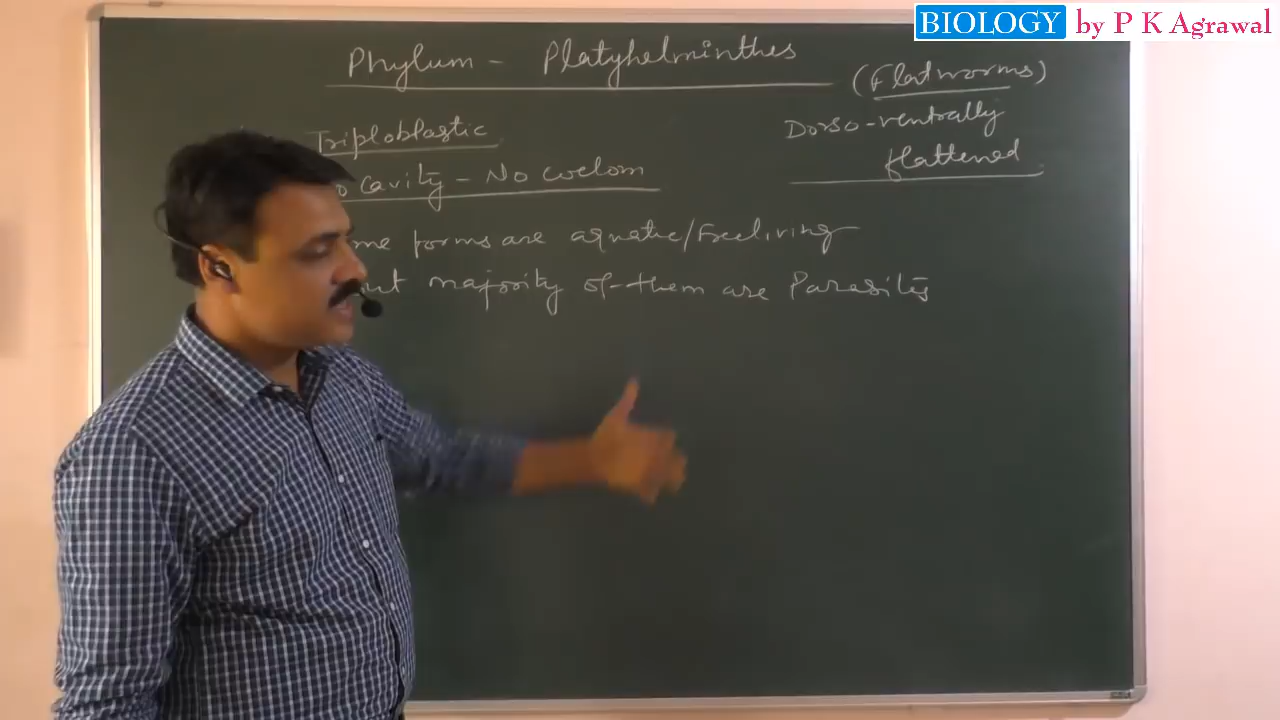 BIOLOGY by P K Agrawal
Phylum - Platyhelminthes
(Flatworms)
Triploblastic
Dorso-ventrally
flattened
Cavity - No coelom
forms are aquatic/Freeliving
majority of them are Parasites